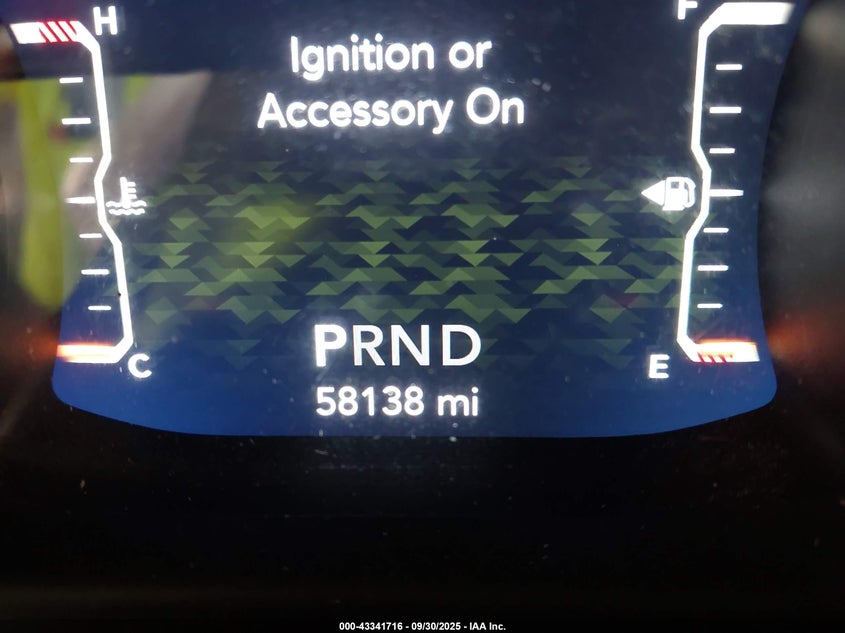 H
F
Ignition or
Accessory On
PRND
C
E
58138 mi
000-43341716 - 09/30/2025 - IAA Inc.